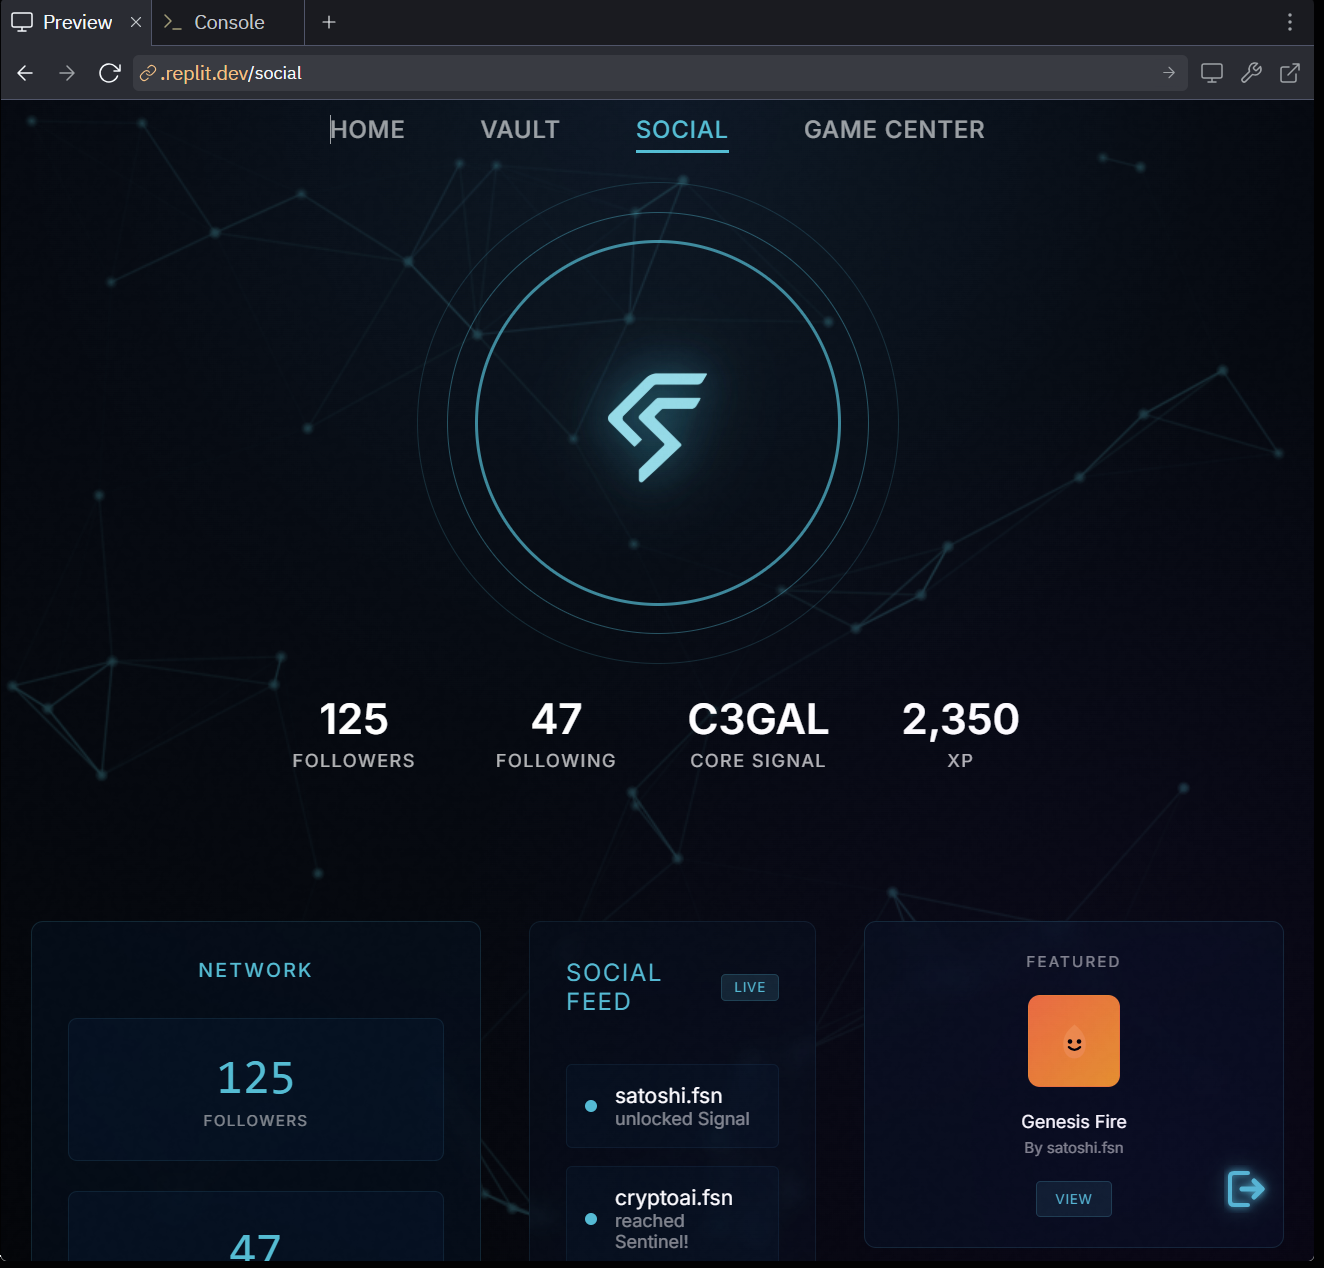 Preview
Console
.replit.dev/social
HOME VAULT SOCIAL GAME CENTER
125 47 C3GAL 2,350
FOLLOWERS FOLLOWING CORE SIGNAL XP
NETWORK
125
FOLLOWERS
47
SOCIAL
FEED
LIVE
satoshi.fsn
unlocked Signal
cryptoai.fsn
reached
Sentinel!
FEATURED
Genesis Fire
By satoshi.fsn
VIEW